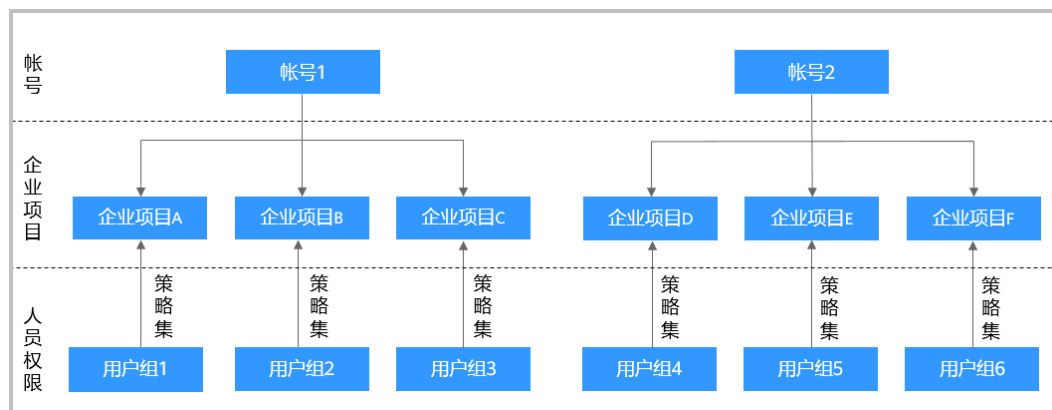 帐号
帐号1
帐号2
企业项目
企业项目A
企业项目B
企业项目C
企业项目D
企业项目E
企业项目F
人员权限
策略集
策略集
策略集
策略集
策略集
策略集
用户组1
用户组2
用户组3
用户组4
用户组5
用户组6